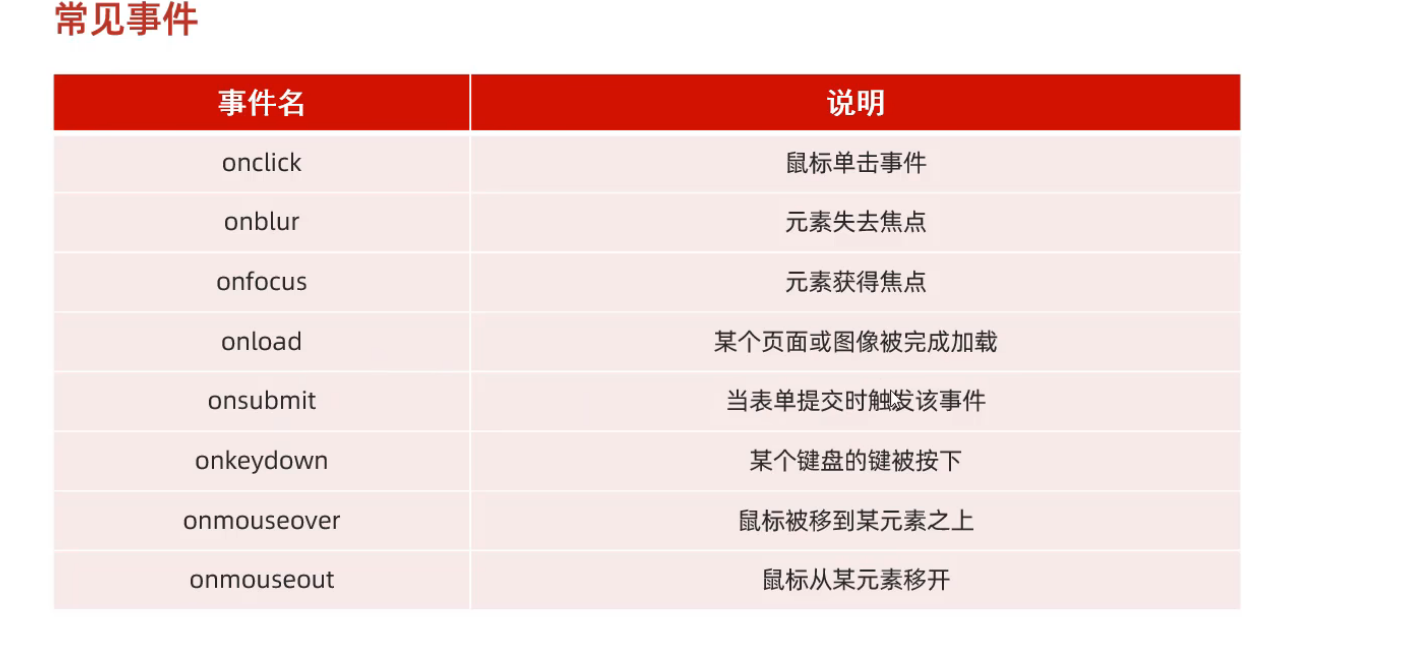 常见事件
事件名 说明
onclick 鼠标单击事件
onblur 元素失去焦点
onfocus 元素获得焦点
onload 某个页面或图像被完成加载
onsubmit 当表单提交时触发该事件
onkeydown 某个键盘的键被按下
onmouseover 鼠标被移到某元素之上
onmouseout 鼠标从某元素移开